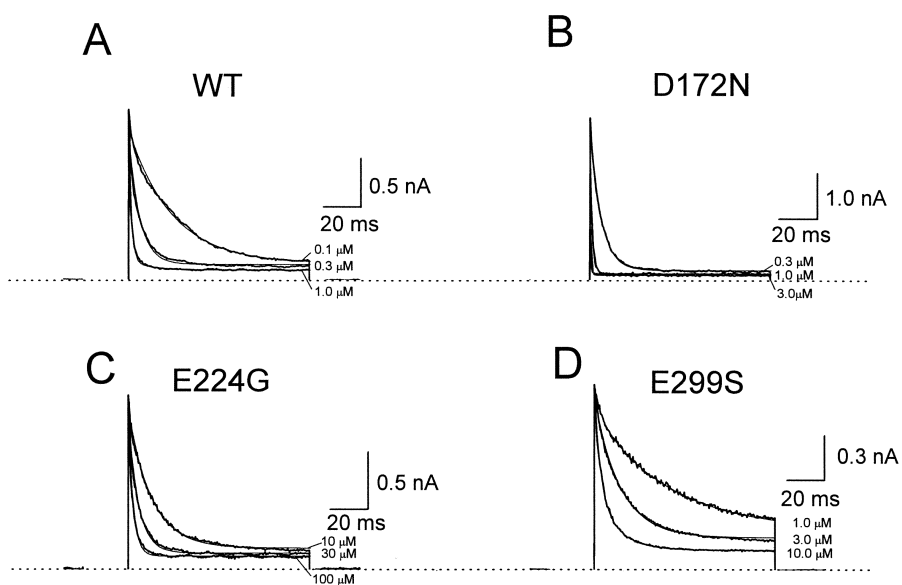 A
WT
0.5 nA
20 ms
0.1 µM
0.3 µM
1.0 µM
B
D172N
1.0 nA
20 ms
0.3 µM
1.0 µM
3.0µM
C
E224G
0.5 nA
20 ms
10 µM
30 µM
100 µM
D
E299S
0.3 nA
20 ms
1.0 µM
3.0 µM
10.0 µM